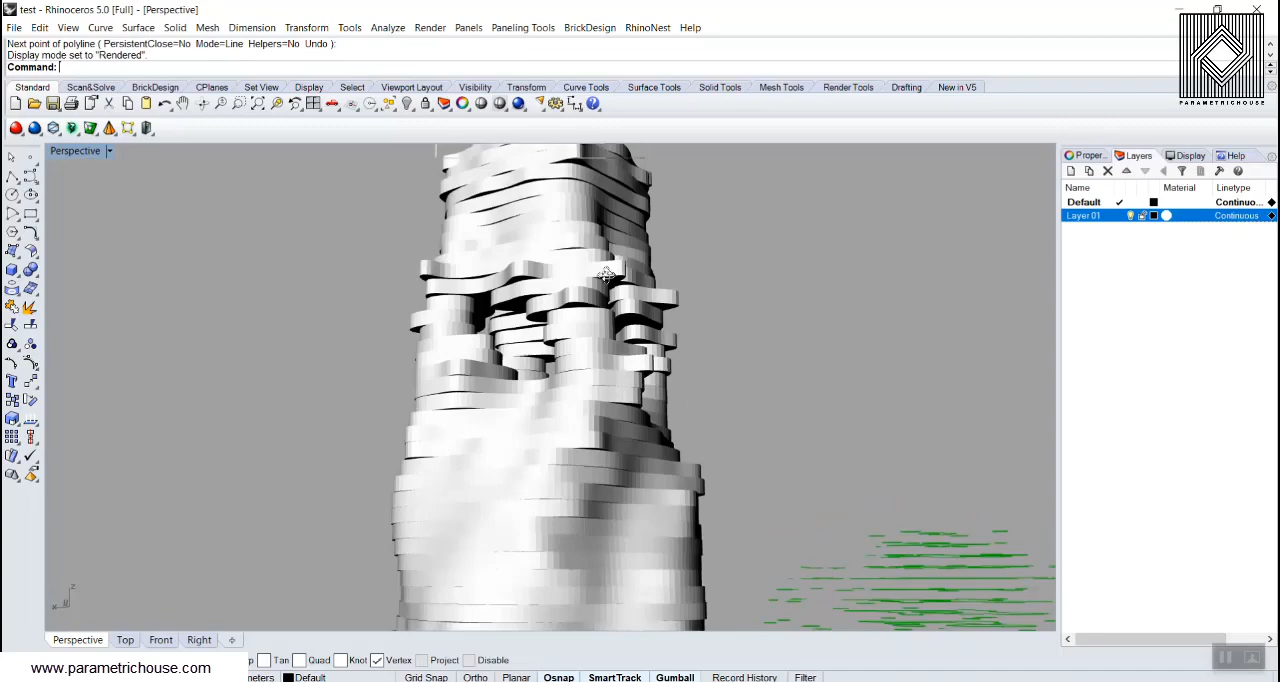 test - Rhinoceros 5.0 [Full] - [Perspective]
File Edit View Curve Surface Solid Mesh Dimension Transform Tools Analyze Render Panels Paneling Tools BrickDesign RhinoNest Help
Next point of polyline ( PersistentClose=No Mode=Line Helpers=No Undo ):
Display mode set to "Rendered".
Command:
PARAMETRICHOUSE
Standard Scan&Solve BrickDesign CPlanes Set View Display Select Viewport Layout Visibility Transform Curve Tools Surface Tools Solid Tools Mesh Tools Render Tools Drafting New in V5
Perspective
Proper... Layers Display Help
Name Material Linetype
Default Continuo...
Layer 01 Continuous
z
x
Perspective Top Front Right
Tan Quad Knot Vertex Project Disable
www.parametrichouse.com
Default Grid Snap Ortho Planar Osnap SmartTrack Gumball Record History Filter